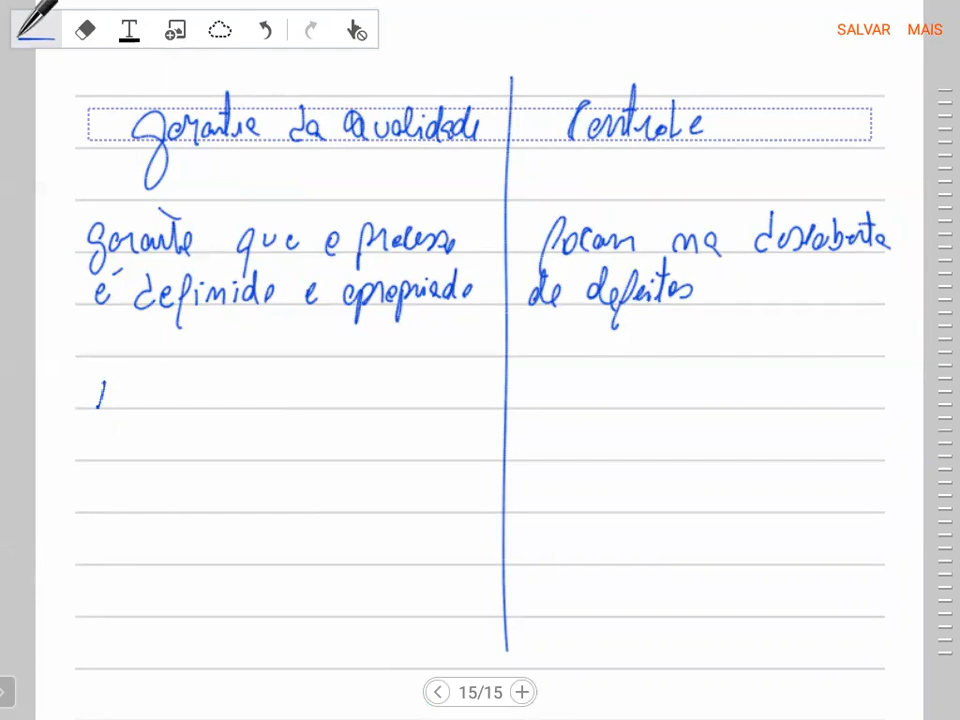 SALVAR MAIS
garantia da Qualidade Controle
garante que o processo focam na descoberta
é definido e apropriado de defeitos
15/15